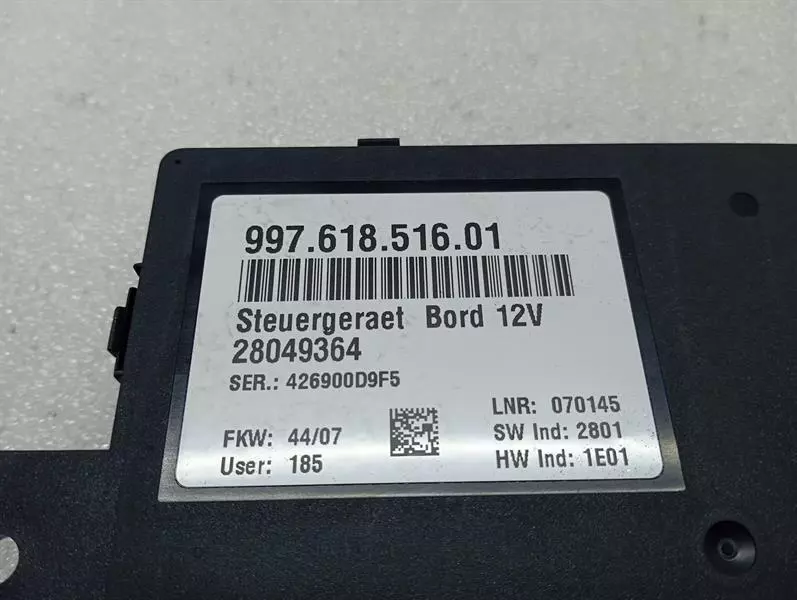 997.618.516.01
Steuergeraet Bord 12V
28049364
SER.: 426900D9F5
LNR: 070145
FKW: 44/07
SW Ind: 2801
User: 185
HW Ind: 1E01